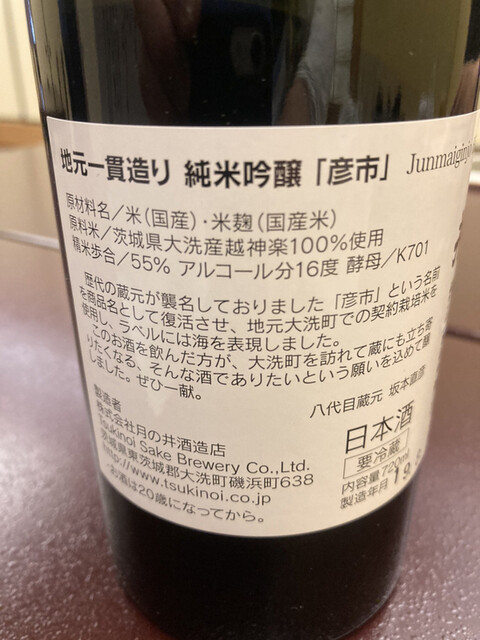 地元一貫造り 純米吟醸「彦市」 Junmaiginjo
原材料名／米（国産）・米麹（国産米）
原料米／茨城県大洗産越神楽100％使用
精米歩合／55％ アルコール分16度 酵母／K701
歴代の蔵元が襲名しておりました「彦市」という名前
を商品名として復活させ、地元大洗町での契約栽培米を
使用し、ラベルには海を表現しました。
このお酒を飲んだ方が、大洗町を訪れて蔵にも立ち寄
りたくなる、そんな酒でありたいという願いを込めて醸
しました。ぜひ一献。
八代目蔵元 坂本直彦
製造者
株式会社月の井酒造店
Tsukinoi Sake Brewery Co.,Ltd.
茨城県東茨城郡大洗町磯浜町638
http://www.tsukinoi.co.jp
お酒は20歳になってから。
日本酒
要冷蔵
内容量720ml
製造年月